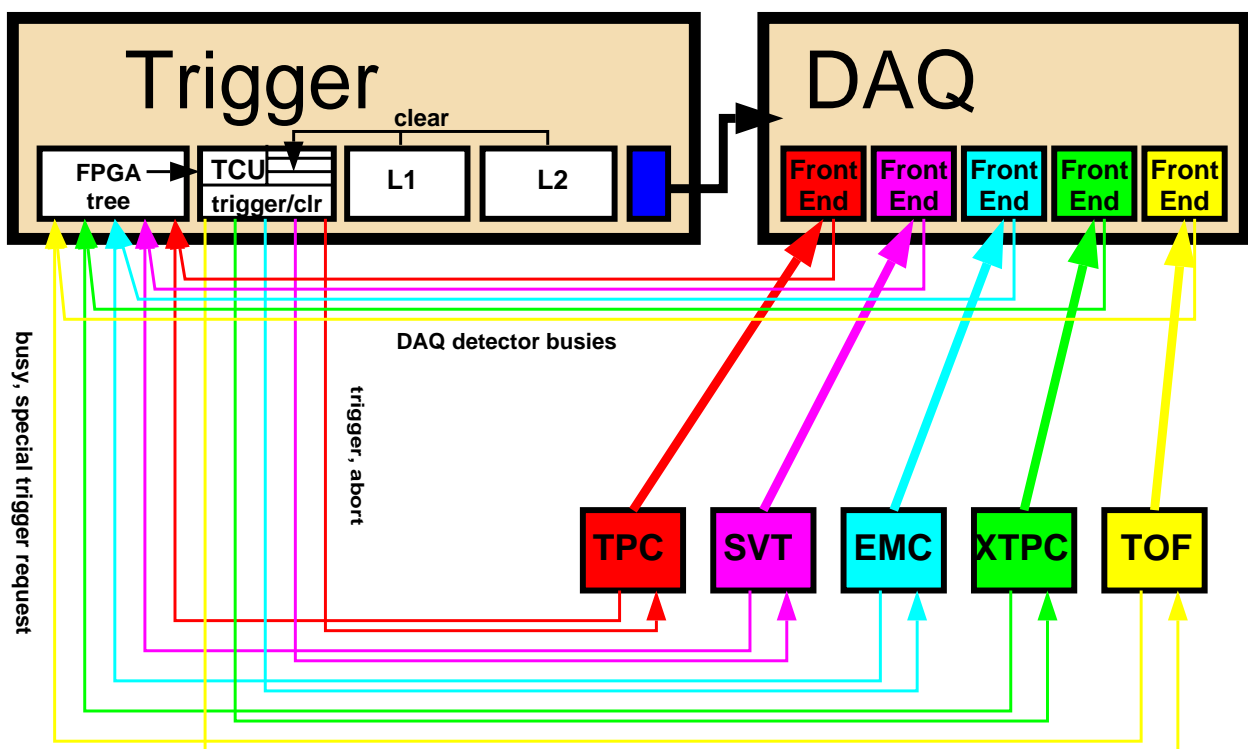 Trigger
DAQ
clear
FPGA
tree
TCU
trigger/clr
L1
L2
Front
End
Front
End
Front
End
Front
End
Front
End
DAQ detector busies
busy, special trigger request
trigger, abort
TPC
SVT
EMC
XTPC
TOF